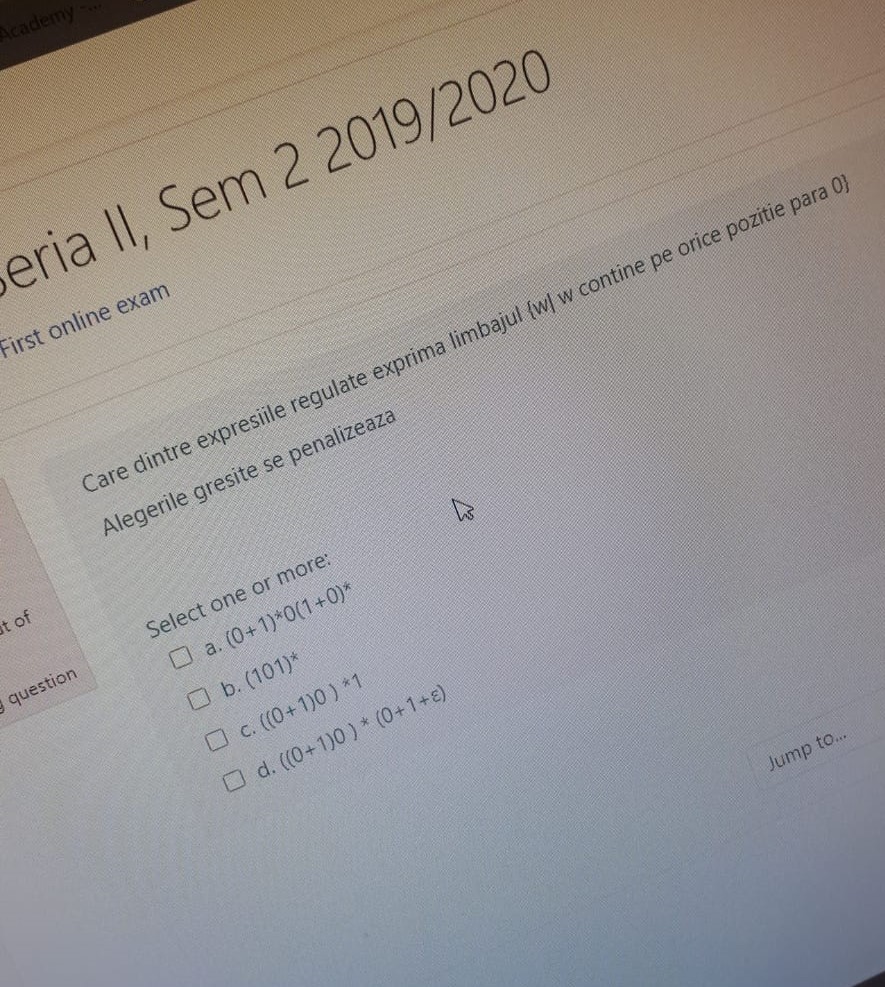 Academy -...
Seria II, Sem 2 2019/2020
First online exam
Care dintre expresiile regulate exprima limbajul {w| w contine pe orice pozitie para 0}
Alegerile gresite se penalizeaza
Select one or more:
a. (0+1)*0(1+0)*
b. (101)*
c. ((0+1)0 ) *1
d. ((0+1)0 ) * (0+1+ε)
of
question
Jump to...